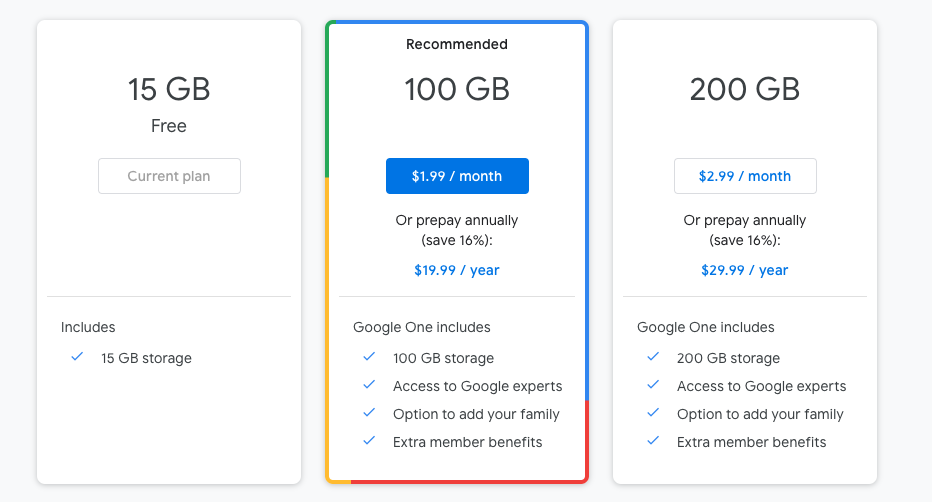 15 GB
Free
Current plan
Includes
15 GB storage
Recommended
100 GB
$1.99 / month
Or prepay annually
(save 16%):
$19.99 / year
Google One includes
100 GB storage
Access to Google experts
Option to add your family
Extra member benefits
200 GB
$2.99 / month
Or prepay annually
(save 16%):
$29.99 / year
Google One includes
200 GB storage
Access to Google experts
Option to add your family
Extra member benefits